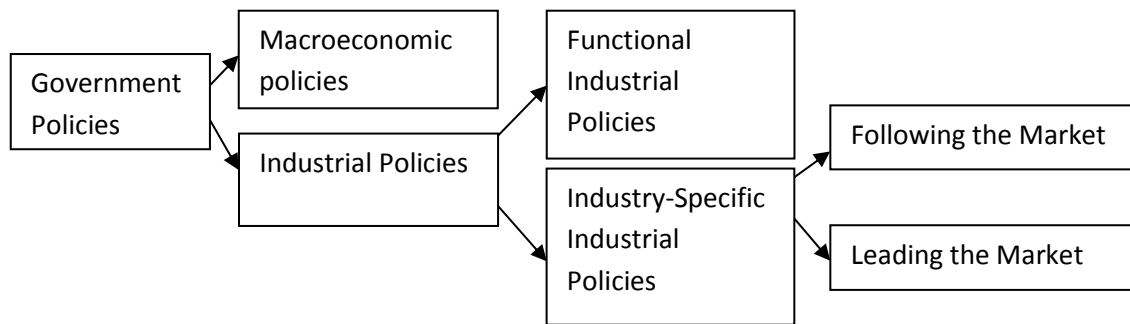 Government
Policies
Macroeconomic
policies
Industrial Policies
Functional
Industrial
Policies
Industry-Specific
Industrial
Policies
Following the Market
Leading the Market